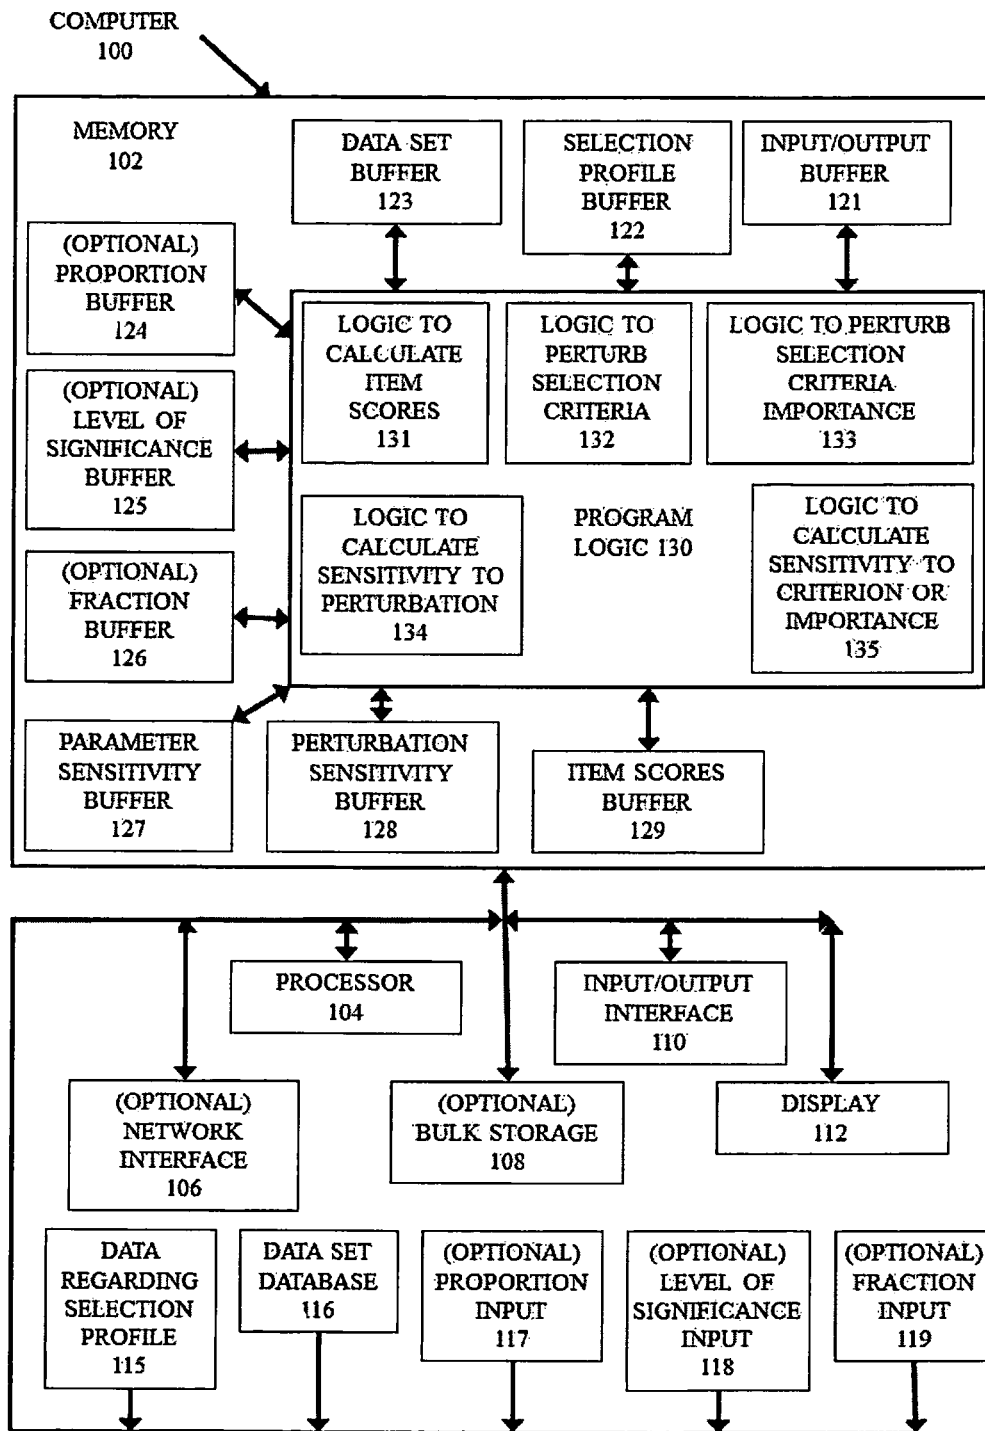 COMPUTER
100
MEMORY
102
DATA SET
BUFFER
123
SELECTION
PROFILE
BUFFER
122
INPUT/OUTPUT
BUFFER
121
(OPTIONAL)
PROPORTION
BUFFER
124
(OPTIONAL)
LEVEL OF
SIGNIFICANCE
BUFFER
125
(OPTIONAL)
FRACTION
BUFFER
126
LOGIC TO
CALCULATE
ITEM
SCORES
131
LOGIC TO
PERTURB
SELECTION
CRITERIA
132
LOGIC TO PERTURB
SELECTION
CRITERIA
IMPORTANCE
133
LOGIC TO
CALCULATE
SENSITIVITY TO
PERTURBATION
134
PROGRAM
LOGIC 130
LOGIC TO
CALCULATE
SENSITIVITY TO
CRITERION OR
IMPORTANCE
135
PARAMETER
SENSITIVITY
BUFFER
127
PERTURBATION
SENSITIVITY
BUFFER
128
ITEM SCORES
BUFFER
129
PROCESSOR
104
INPUT/OUTPUT
INTERFACE
110
(OPTIONAL)
NETWORK
INTERFACE
106
(OPTIONAL)
BULK STORAGE
108
DISPLAY
112
DATA
REGARDING
SELECTION
PROFILE
115
DATA SET
DATABASE
116
(OPTIONAL)
PROPORTION
INPUT
117
(OPTIONAL)
LEVEL OF
SIGNIFICANCE
INPUT
118
(OPTIONAL)
FRACTION
INPUT
119